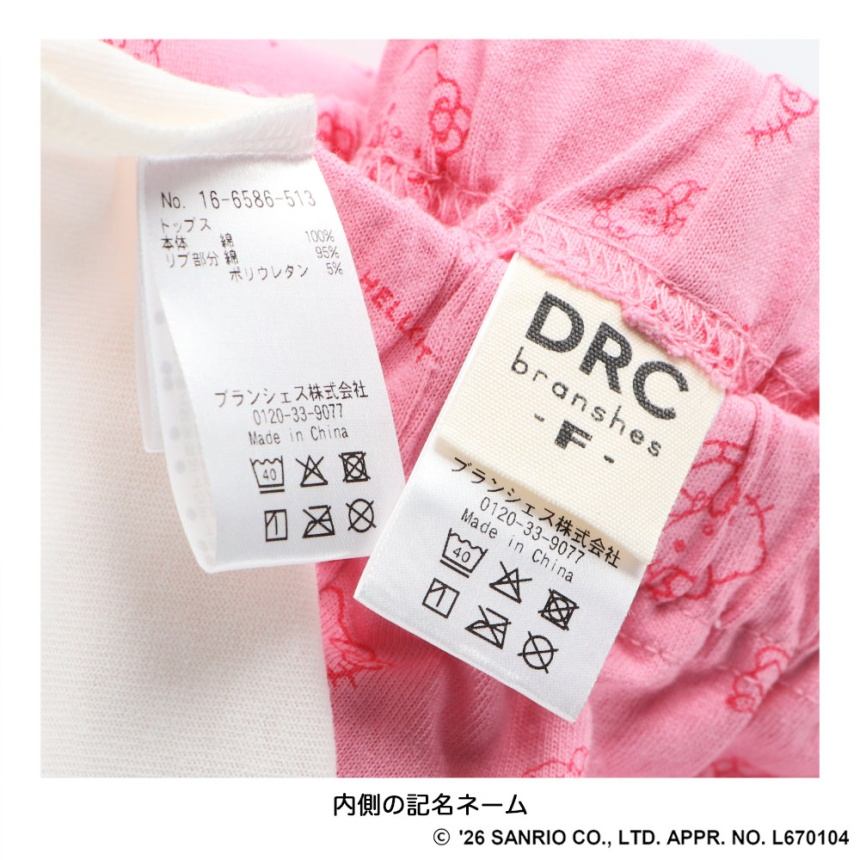 No. 16-6586-513
トップス
本体 綿 100%
リブ部分 綿 95%
ポリウレタン 5%
ブランシェス株式会社
0120-33-9077
Made in China
40
HELLO
DRC
branshes
- F -
ブランシェス株式会社
0120-33-9077
Made in China
40
内側の記名ネーム
© '26 SANRIO CO., LTD. APPR. NO. L670104